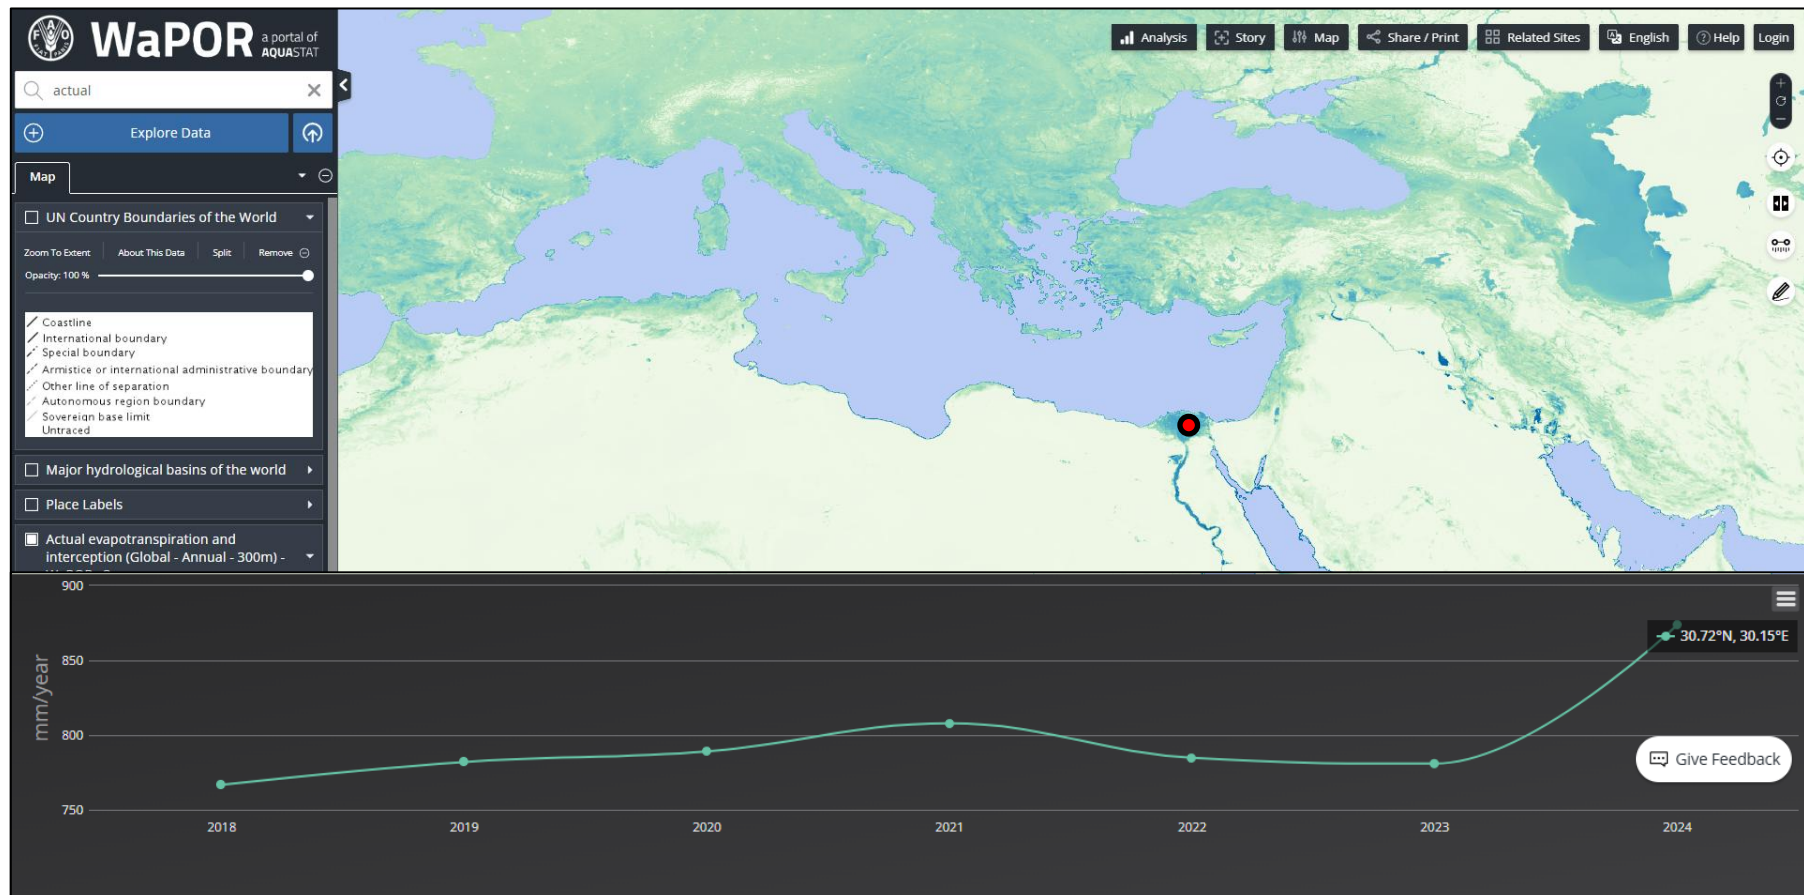 WaPOR a portal of
AQUASTAT
Analysis
Story
Map
Share / Print
Related Sites
English
Help
Login
actual
Explore Data
Map
UN Country Boundaries of the World
Zoom To Extent
About This Data
Split
Remove
Opacity: 100 %
Coastline
International boundary
Special boundary
Armistice or international administrative boundary
Other line of separation
Autonomous region boundary
Sovereign base limit
Untraced
Major hydrological basins of the world
Place Labels
Actual evapotranspiration and
interception (Global - Annual - 300m) -
900
850
800
750
mm/year
30.72°N, 30.15°E
Give Feedback
2018
2019
2020
2021
2022
2023
2024